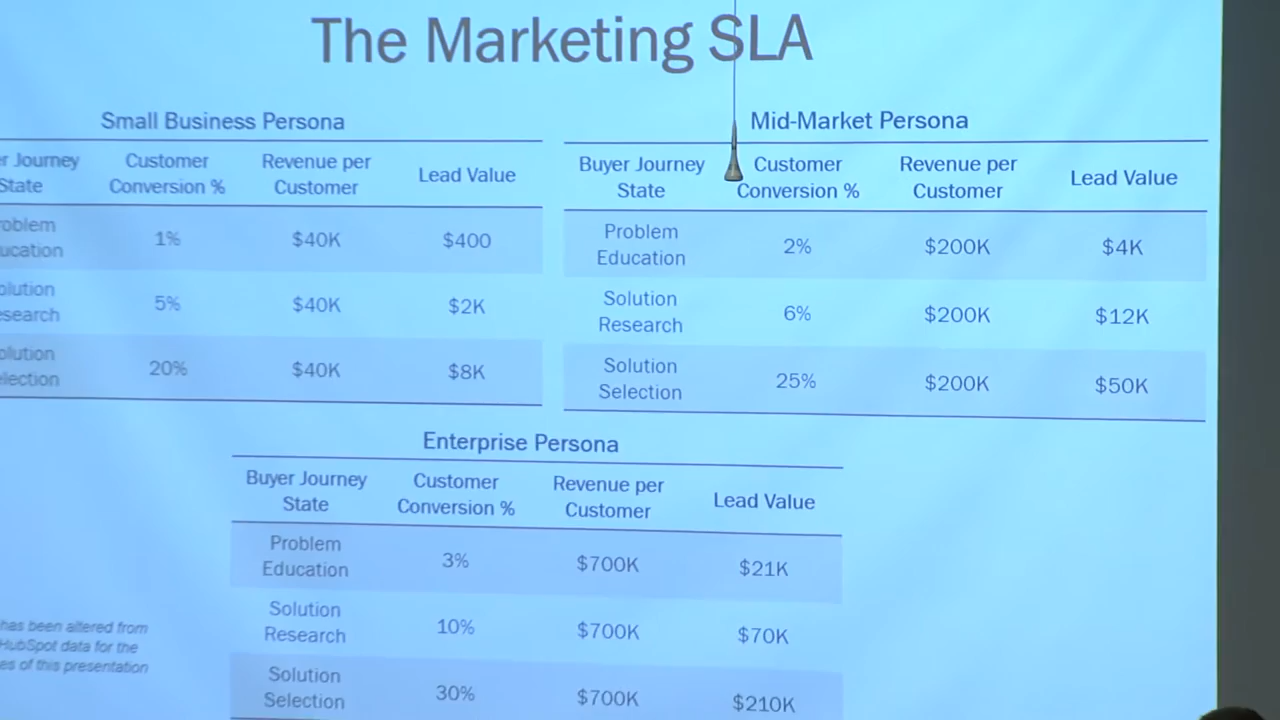 The Marketing SLA
Small Business Persona
Journey Customer Revenue per Lead Value
State Conversion % Customer
1% $40K $400
5% $40K $2K
20% $40K $8K
Mid-Market Persona
Buyer Journey Customer Revenue per Lead Value
State Conversion % Customer
Problem
Education 2% $200K $4K
Solution
Research 6% $200K $12K
Solution
Selection 25% $200K $50K
Enterprise Persona
Buyer Journey Customer Revenue per Lead Value
State Conversion % Customer
Problem
Education 3% $700K $21K
Solution
Research 10% $700K $70K
Solution
Selection 30% $700K $210K
has been altered from
HubSpot data for the
of this presentation